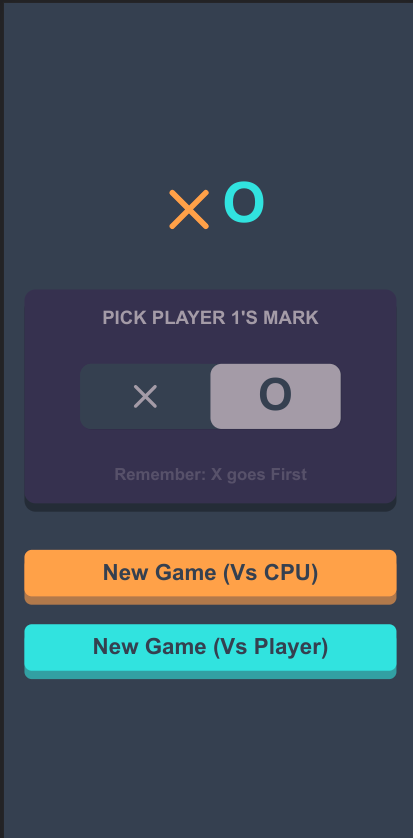 × O
PICK PLAYER 1'S MARK
× O
Remember: X goes First
New Game (Vs CPU)
New Game (Vs Player)